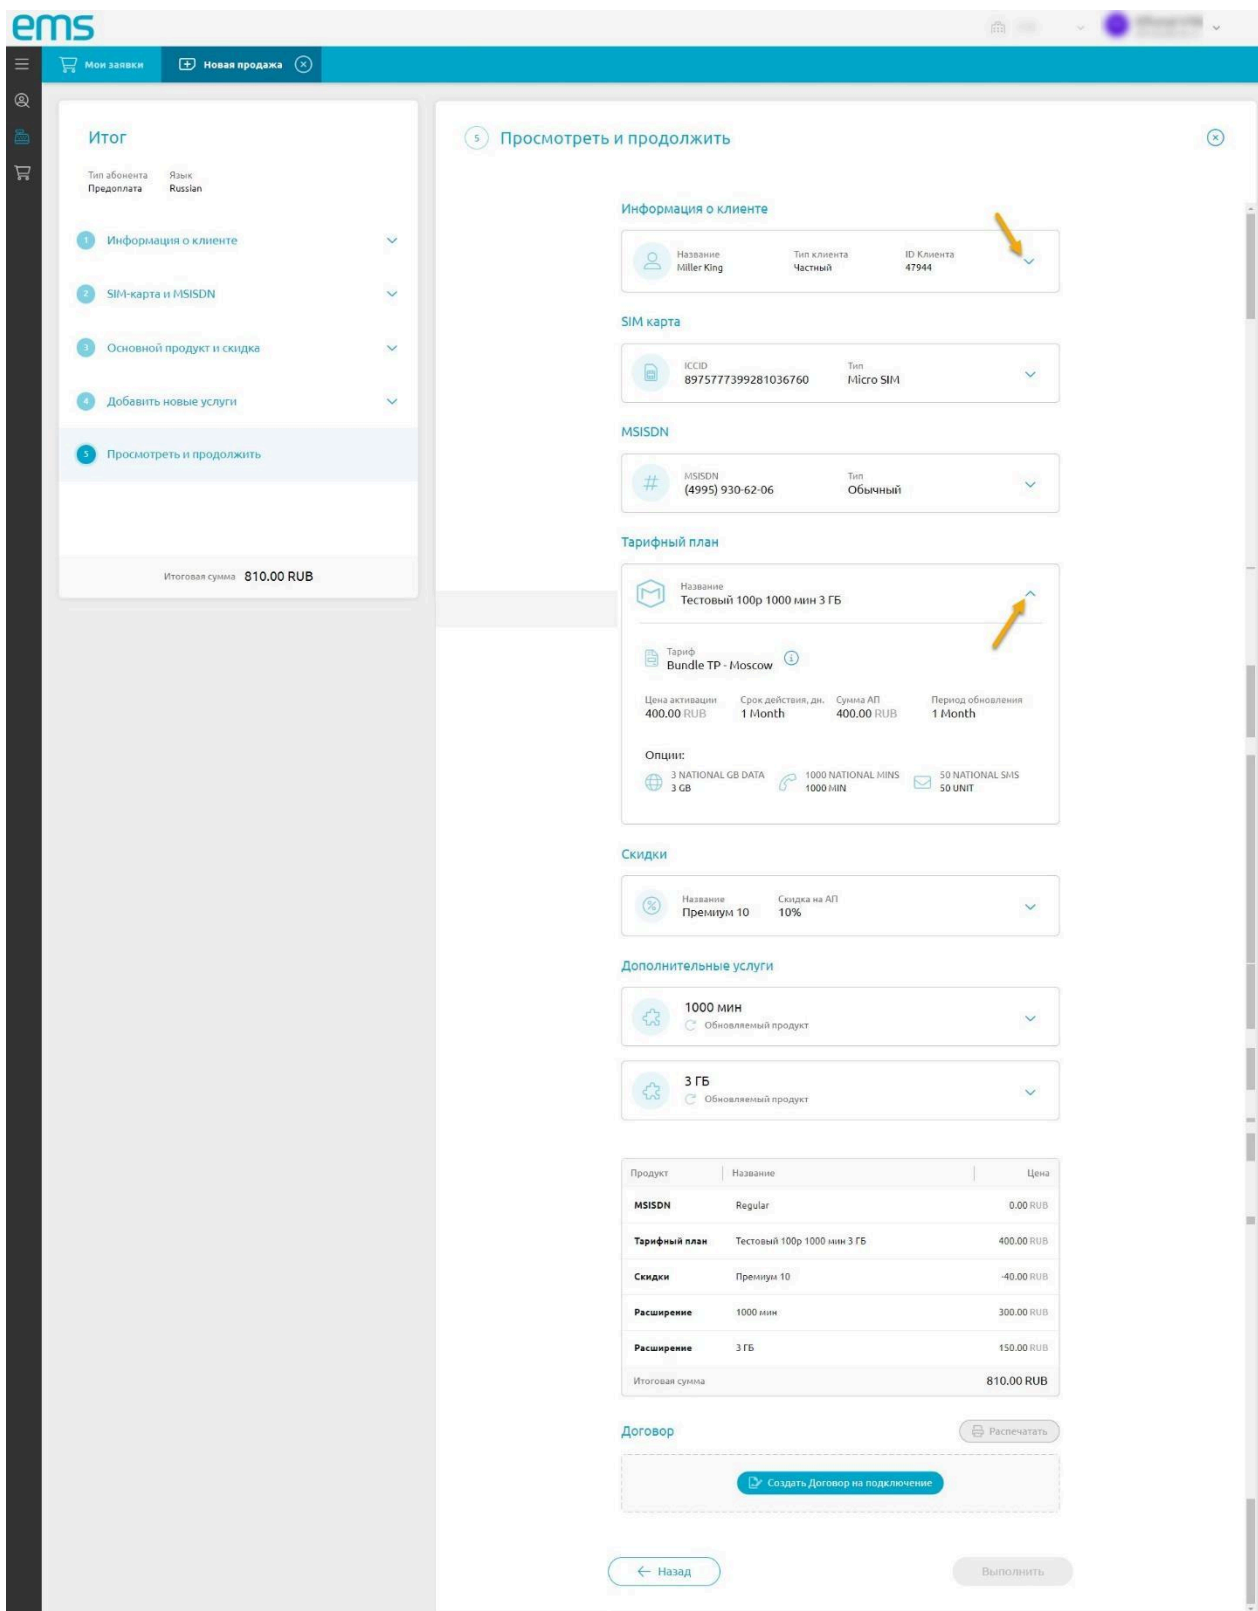 ems
Мои заявки
Новая продажа
Итог
Тип абонента Язык
Предоплата Russian
1 Информация о клиенте
2 SIM-карта и MSISDN
3 Основной продукт и скидка
4 Добавить новые услуги
5 Просмотреть и продолжить
Итоговая сумма 810.00 RUB
5 Просмотреть и продолжить
Информация о клиенте
Название Тип клиента ID Клиента
Miller King Частный 47944
SIM карта
ICCID Тип
8975777399281036760 Micro SIM
MSISDN
MSISDN Тип
# (4995) 930-62-06 Обычный
Тарифный план
Название
Тестовый 100р 1000 мин 3 ГБ
Тариф
Bundle TP - Moscow
Цена активации Срок действия, дн. Сумма АП Период обновления
400.00 RUB 1 Month 400.00 RUB 1 Month
Опции:
3 NATIONAL GB DATA 1000 NATIONAL MINS 50 NATIONAL SMS
3 GB 1000 MIN 50 UNIT
Скидки
Название Скидка на АП
Премиум 10 10%
Дополнительные услуги
1000 мин
Обновляемый продукт
3 ГБ
Обновляемый продукт
Продукт Название Цена
MSISDN Regular 0.00 RUB
Тарифный план Тестовый 100р 1000 мин 3 ГБ 400.00 RUB
Скидки Премиум 10 -40.00 RUB
Расширение 1000 мин 300.00 RUB
Расширение 3 ГБ 150.00 RUB
Итоговая сумма 810.00 RUB
Договор Распечатать
Создать Договор на подключение
Назад Выполнить